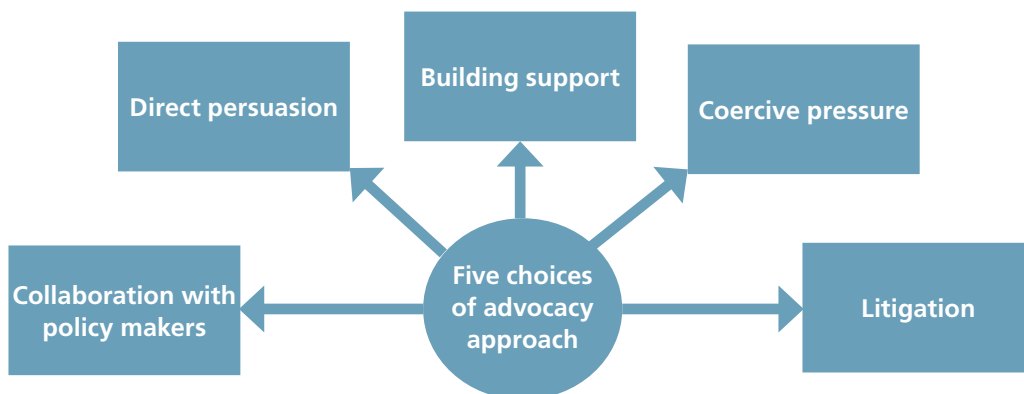 Building support
Direct persuasion
Coercive pressure
Five choices
of advocacy
approach
Collaboration with
policy makers
Litigation